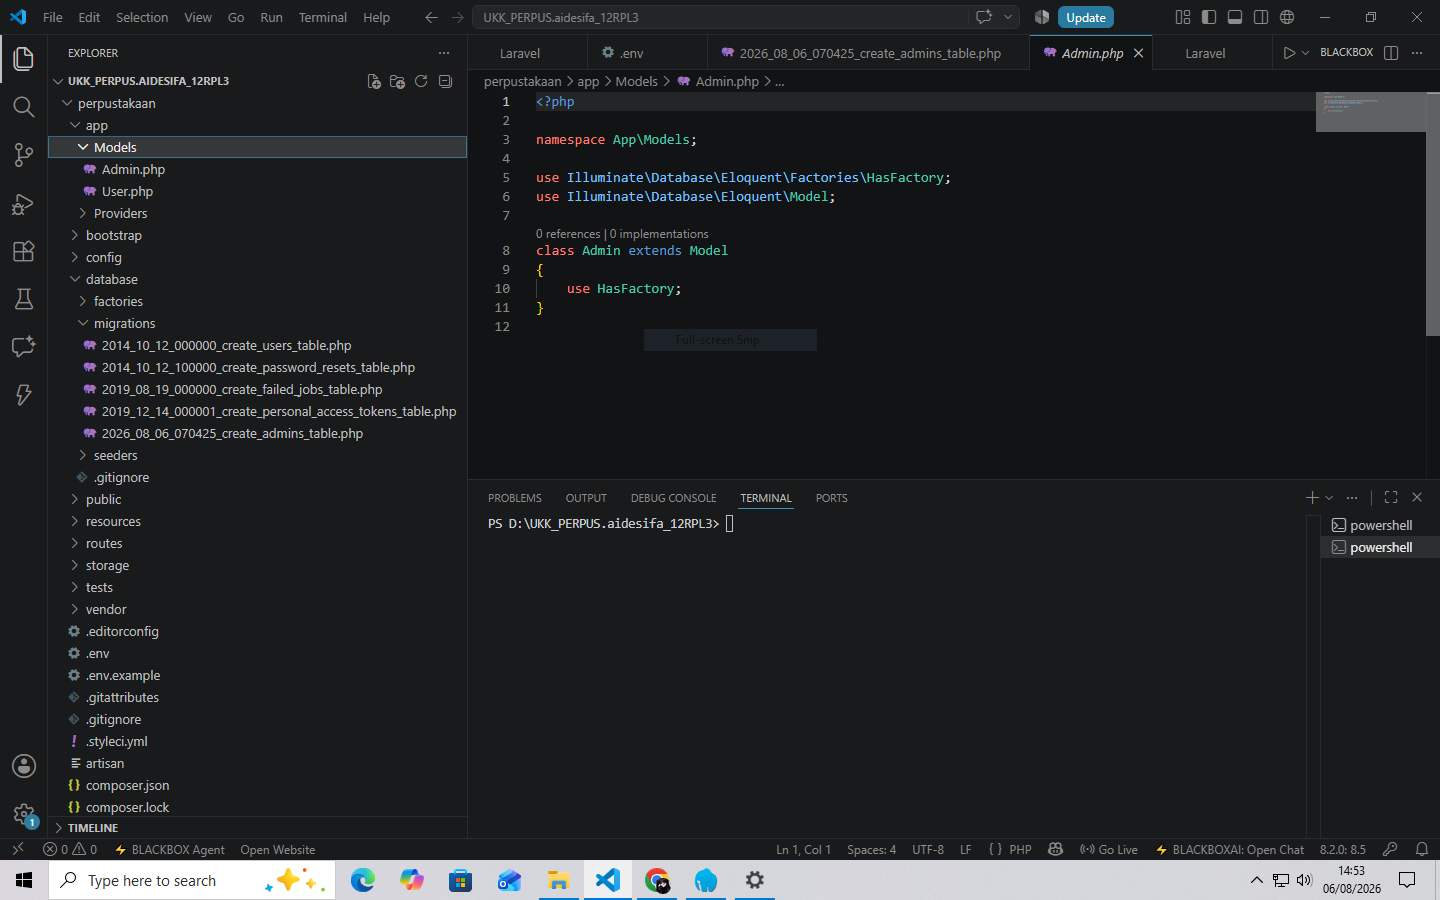 File Edit Selection View Go Run Terminal Help
UKK_PERPUS.aidesifa_12RPL3
Update
EXPLORER
UKK_PERPUS.AIDESIFA_12RPL3
perpustakaan
app
Models
Admin.php
User.php
Providers
bootstrap
config
database
factories
migrations
2014_10_12_000000_create_users_table.php
2014_10_12_100000_create_password_resets_table.php
2019_08_19_000000_create_failed_jobs_table.php
2019_12_14_000001_create_personal_access_tokens_table.php
2026_08_06_070425_create_admins_table.php
seeders
.gitignore
public
resources
routes
storage
tests
vendor
.editorconfig
.env
.env.example
.gitattributes
.gitignore
.styleci.yml
artisan
composer.json
composer.lock
TIMELINE
Laravel .env 2026_08_06_070425_create_admins_table.php Admin.php Laravel BLACKBOX
perpustakaan > app > Models > Admin.php > ...
1 <?php
2
3 namespace App\Models;
4
5 use Illuminate\Database\Eloquent\Factories\HasFactory;
6 use Illuminate\Database\Eloquent\Model;
7
0 references | 0 implementations
8 class Admin extends Model
9 {
10 use HasFactory;
11 }
12
Full-screen Snip
PROBLEMS OUTPUT DEBUG CONSOLE TERMINAL PORTS
PS D:\UKK_PERPUS.aidesifa_12RPL3>
powershell
powershell
1
0 0 BLACKBOX Agent Open Website Ln 1, Col 1 Spaces: 4 UTF-8 LF { } PHP Go Live BLACKBOXAI: Open Chat 8.2.0: 8.5
Type here to search
14:53
06/08/2026